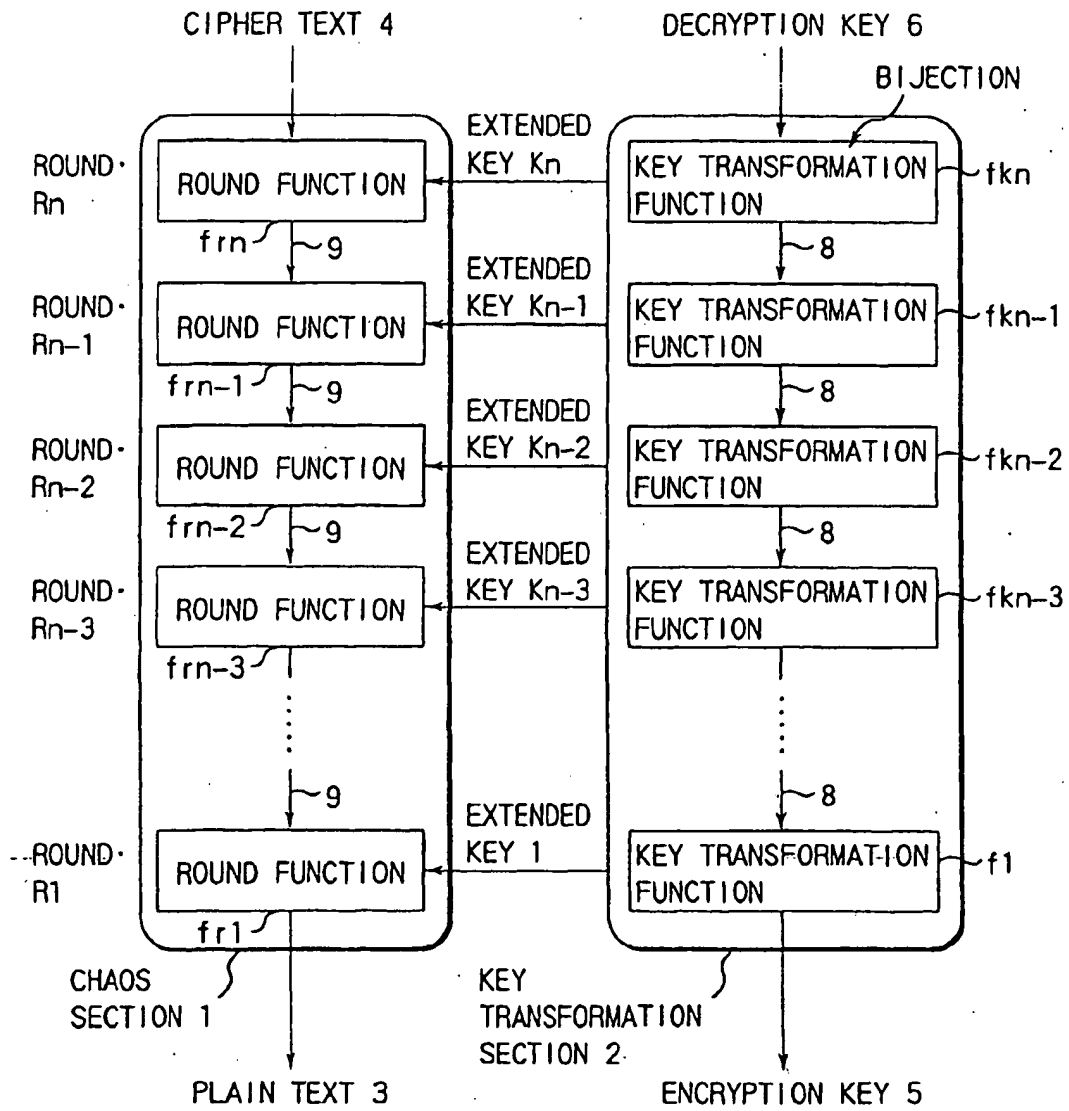 CIPHER TEXT 4
DECRYPTION KEY 6
BIJECTION
ROUND·
Rn
ROUND FUNCTION
frn
9
EXTENDED
KEY Kn
KEY TRANSFORMATION
FUNCTION
fkn
8
ROUND·
Rn-1
ROUND FUNCTION
frn-1
9
EXTENDED
KEY Kn-1
KEY TRANSFORMATION
FUNCTION
fkn-1
8
ROUND·
Rn-2
ROUND FUNCTION
frn-2
9
EXTENDED
KEY Kn-2
KEY TRANSFORMATION
FUNCTION
fkn-2
8
ROUND·
Rn-3
ROUND FUNCTION
frn-3
EXTENDED
KEY Kn-3
KEY TRANSFORMATION
FUNCTION
fkn-3
9
8
ROUND·
R1
ROUND FUNCTION
fr1
EXTENDED
KEY 1
KEY TRANSFORMATION
FUNCTION
f1
CHAOS
SECTION 1
KEY
TRANSFORMATION
SECTION 2
PLAIN TEXT 3
ENCRYPTION KEY 5